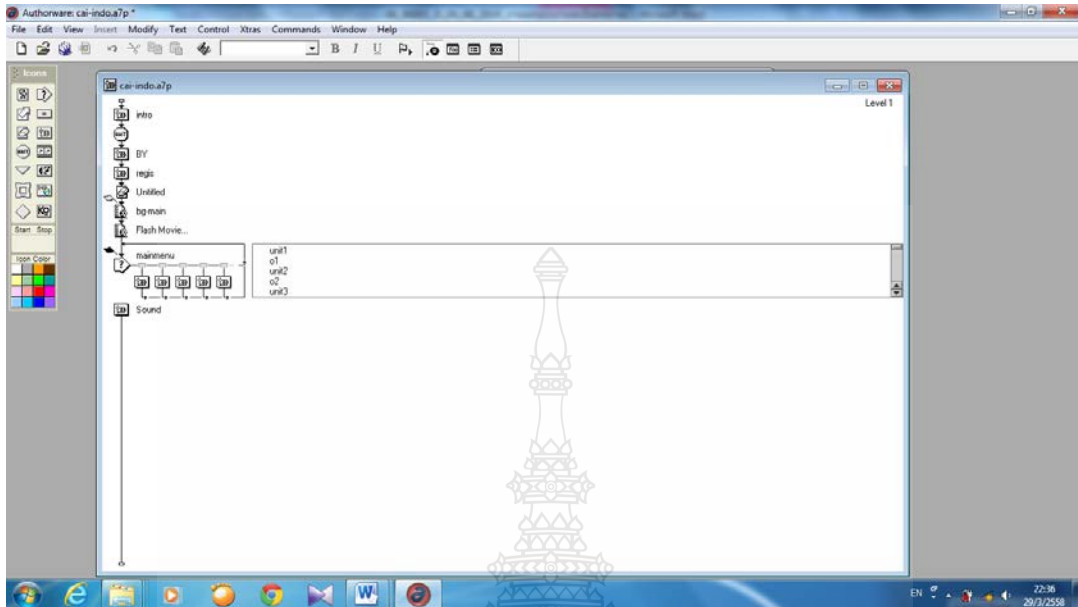 Authorware: cai-indo.a7p *
File Edit View Insert Modify Text Control Xtras Commands Window Help
B I U
Icons
Start Stop
Icon Color
cai-indo.a7p
Level 1
intro
WAIT
BY
regis
Untitled
bg-main
Flash Movie...
mainmenu
unit1
o1
unit2
o2
unit3
Sound
EN
22:36
29/3/2558